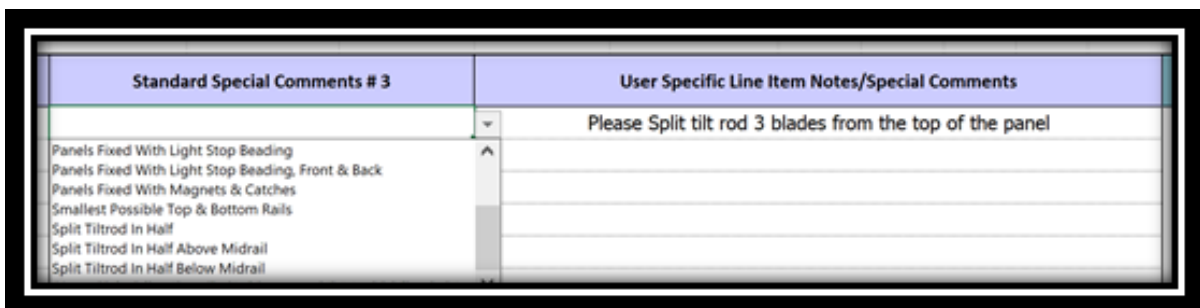 Standard Special Comments # 3
User Specific Line Item Notes/Special Comments
Please Split tilt rod 3 blades from the top of the panel
Panels Fixed With Light Stop Beading
Panels Fixed With Light Stop Beading, Front & Back
Panels Fixed With Magnets & Catches
Smallest Possible Top & Bottom Rails
Split Tiltrod In Half
Split Tiltrod In Half Above Midrail
Split Tiltrod In Half Below Midrail